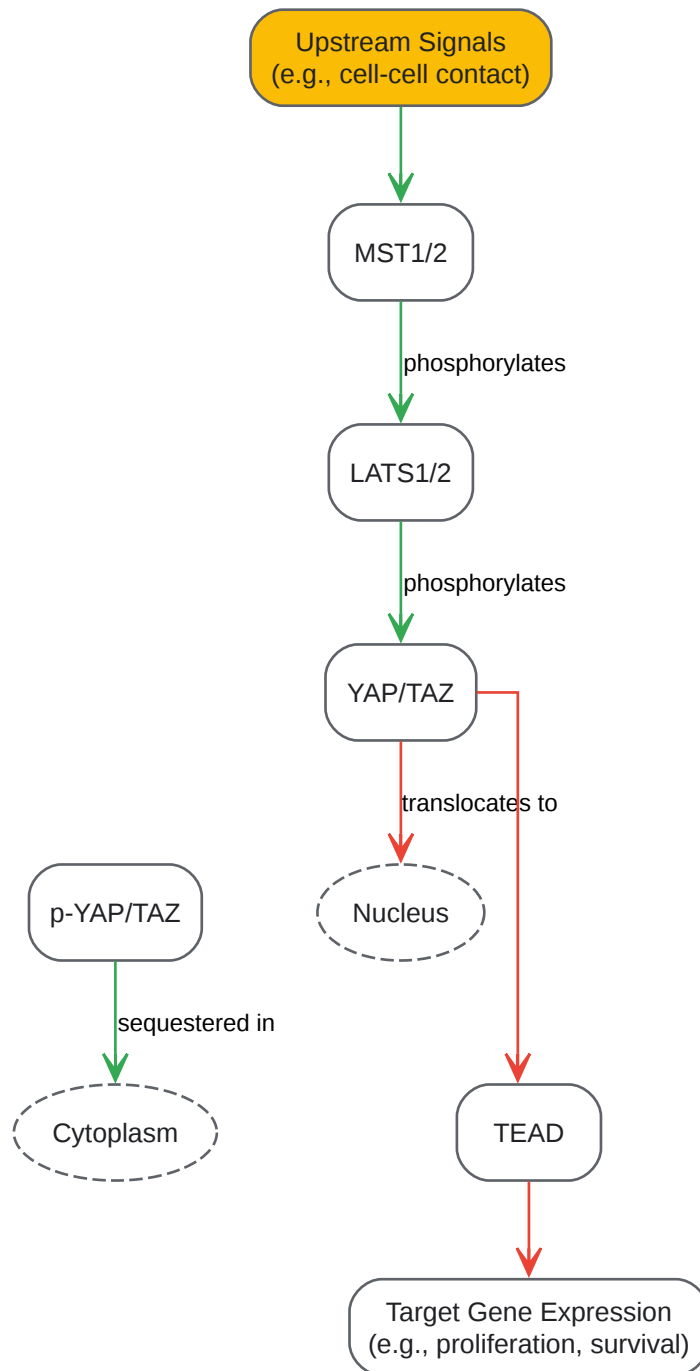 Upstream Signals
(e.g., cell-cell contact)
MST1/2
phosphorylates
LATS1/2
phosphorylates
YAP/TAZ
translocates to
p-YAP/TAZ
Nucleus
sequestered in
Cytoplasm
TEAD
Target Gene Expression
(e.g., proliferation, survival)